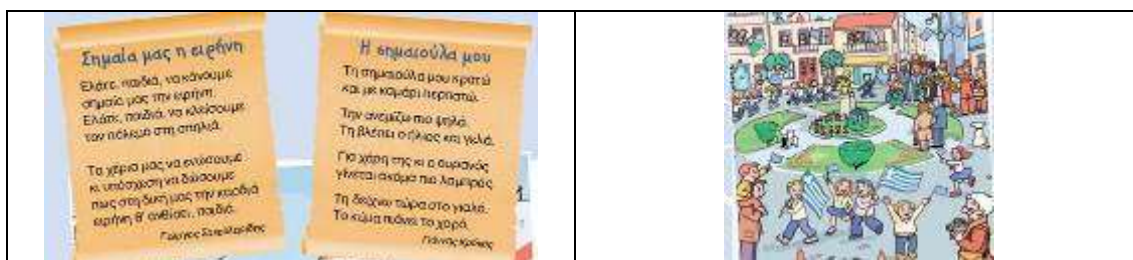 Σημαία μας η ειρήνη
Ελάτε, παιδιά, να κάνουμε
σημαία μας την ειρήνη.
Ελάτε, παιδιά, να κλείσουμε
τον πόλεμο στη σπηλιά.
Τα χέρια μας να ενώσουμε
κι υπόσχεση να δώσουμε
πως στη δική μας την καρδιά
ειρήνη θ' ανθίσει, παιδιά.
Γιώργος
Η σημαιούλα μου
Τη σημαιούλα μου κρατώ
και με καμάρι περπατώ.
Την ανεμίζω πιο ψηλά.
Τη βλέπει ο ήλιος και γελά.
Για χάρη της κι ο ουρανός
γίνεται ακόμα πιο λαμπρός
Τη δείχνω τώρα στο γιαλό.
Το κύμα πιάνει το χορό.
Γιάννης